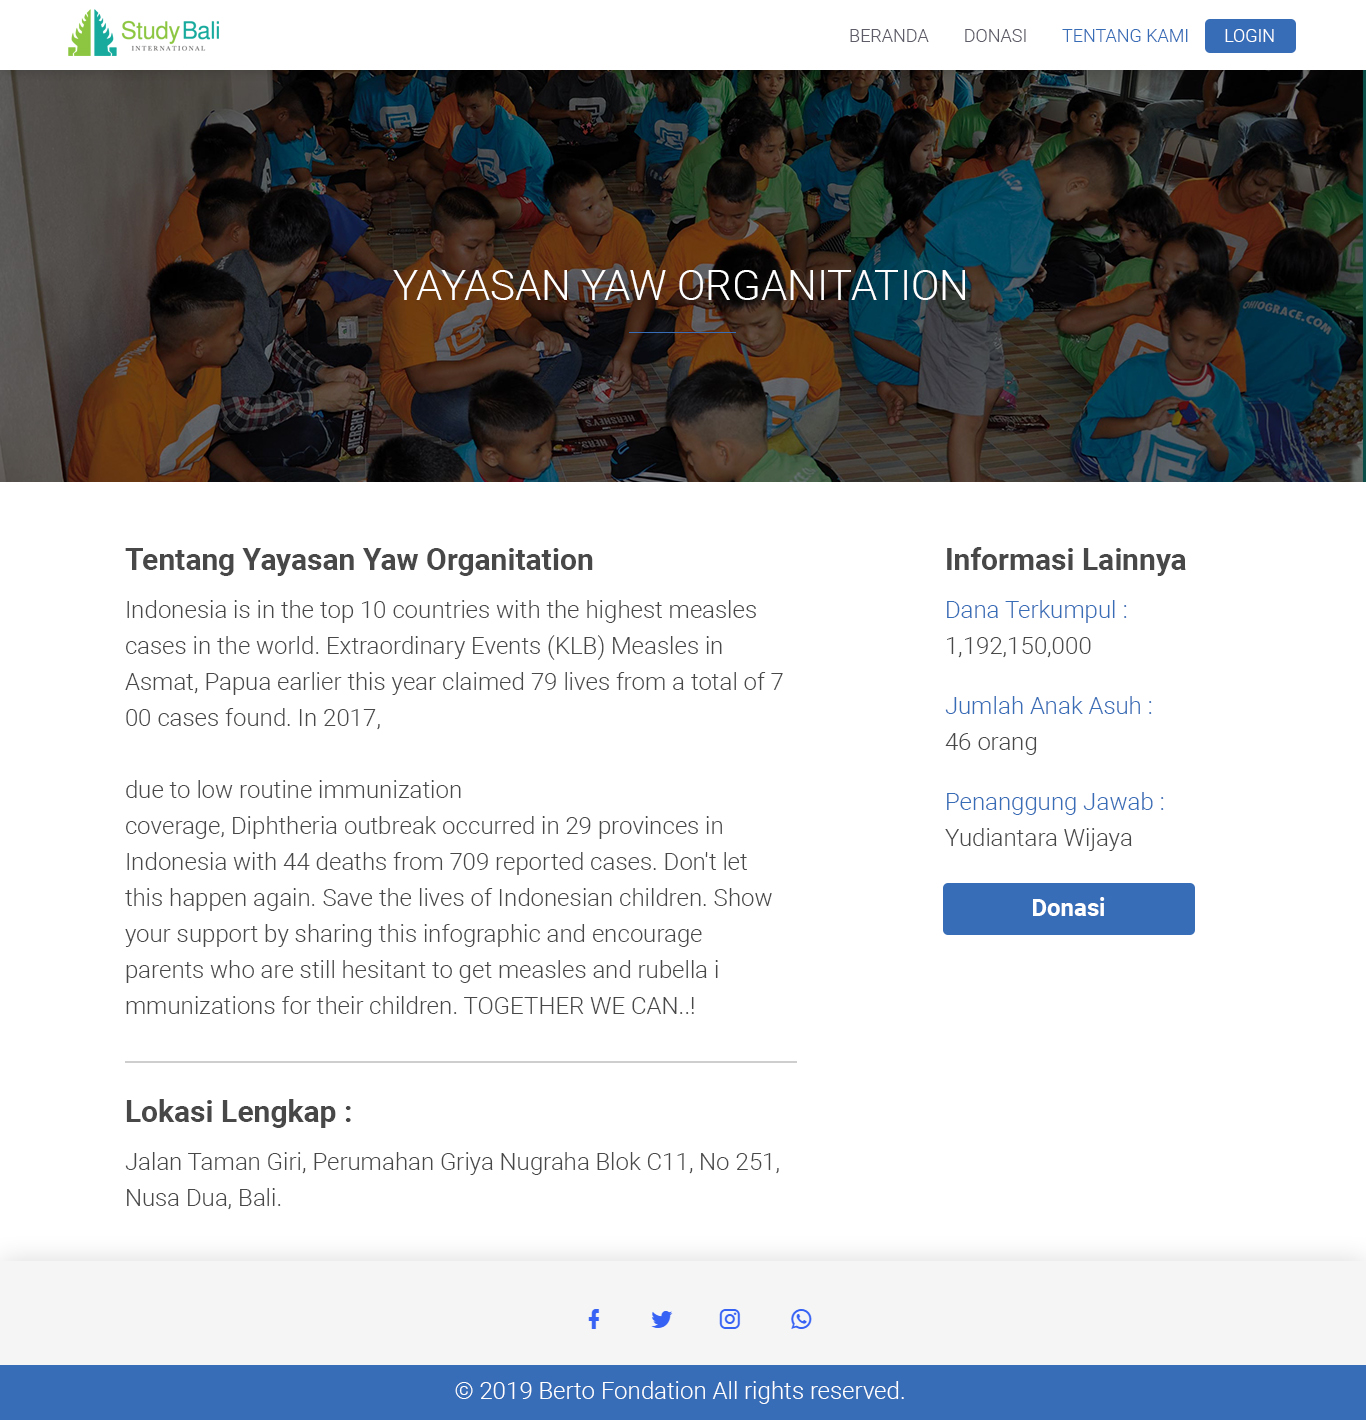 StudyBali
INTERNATIONAL
BERANDA
DONASI
TENTANG KAMI
LOGIN
YAYASAN YAW ORGANITATION
OHIOGRACE.COM
HERSHEY'S
Tentang Yayasan Yaw Organitation
Indonesia is in the top 10 countries with the highest measles
cases in the world. Extraordinary Events (KLB) Measles in
Asmat, Papua earlier this year claimed 79 lives from a total of 7
00 cases found. In 2017,
due to low routine immunization
coverage, Diphtheria outbreak occurred in 29 provinces in
Indonesia with 44 deaths from 709 reported cases. Don't let
this happen again. Save the lives of Indonesian children. Show
your support by sharing this infographic and encourage
parents who are still hesitant to get measles and rubella i
mmunizations for their children. TOGETHER WE CAN..!
Lokasi Lengkap :
Jalan Taman Giri, Perumahan Griya Nugraha Blok C11, No 251,
Nusa Dua, Bali.
Informasi Lainnya
Dana Terkumpul :
1,192,150,000
Jumlah Anak Asuh :
46 orang
Penanggung Jawab :
Yudiantara Wijaya
Donasi
© 2019 Berto Fondation All rights reserved.